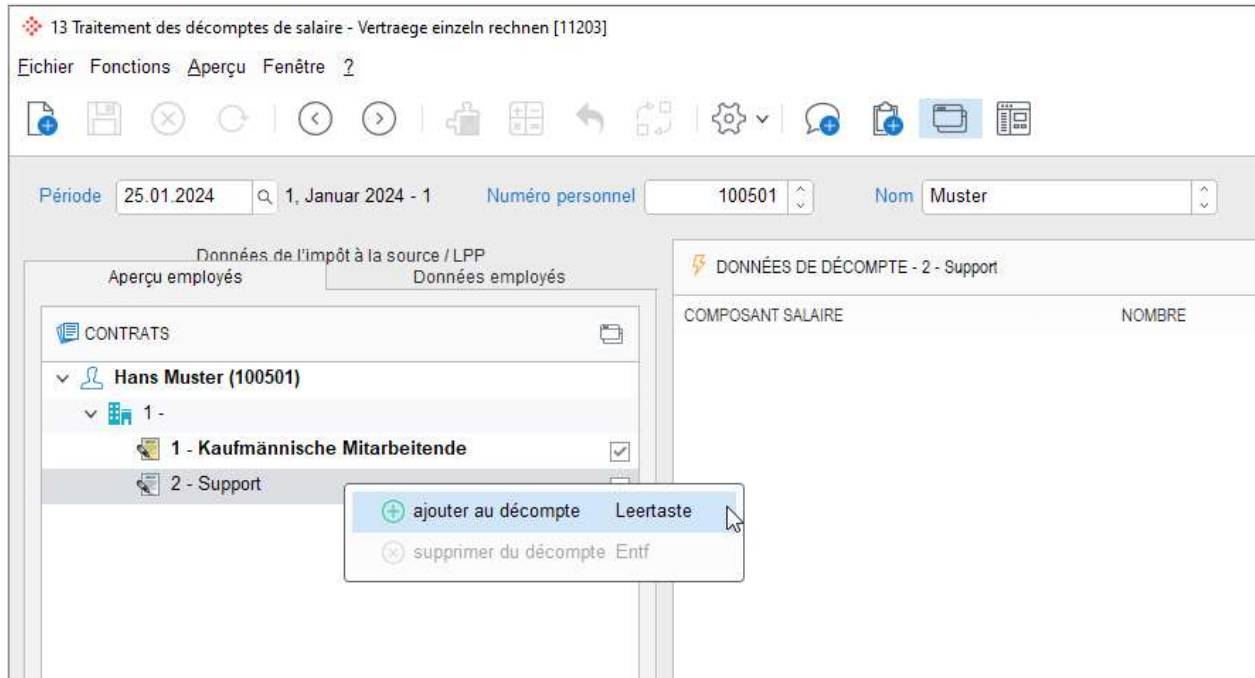 13 Traitement des décomptes de salaire - Vertraege einzeln rechnen [11203]
Fichier Fonctions Aperçu Fenêtre ?
Période 25.01.2024 1, Januar 2024 - 1 Numéro personnel 100501 Nom Muster
Données de l'impôt à la source / LPP
Aperçu employés Données employés
DONNÉES DE DÉCOMPTE - 2 - Support
COMPOSANT SALAIRE NOMBRE
CONTRATS
Hans Muster (100501)
1 -
1 - Kaufmännische Mitarbeitende
2 - Support
ajouter au décompte Leertaste
supprimer du décompte Entf